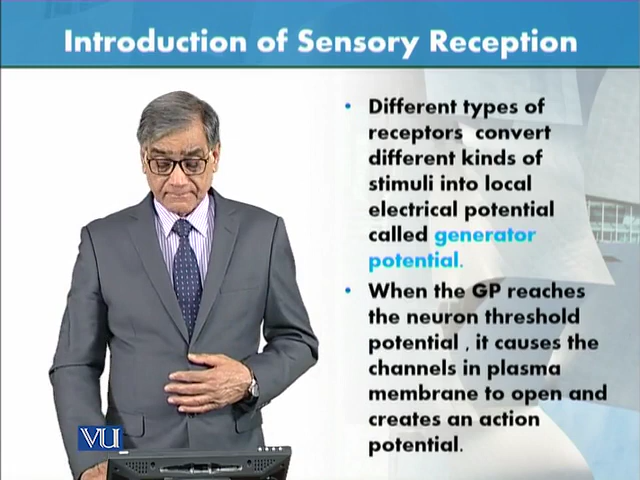 Introduction of Sensory Reception
• Different types of
receptors convert
different kinds of
stimuli into local
electrical potential
called generator
potential.
• When the GP reaches
the neuron threshold
potential , it causes the
channels in plasma
membrane to open and
creates an action
potential.
VU